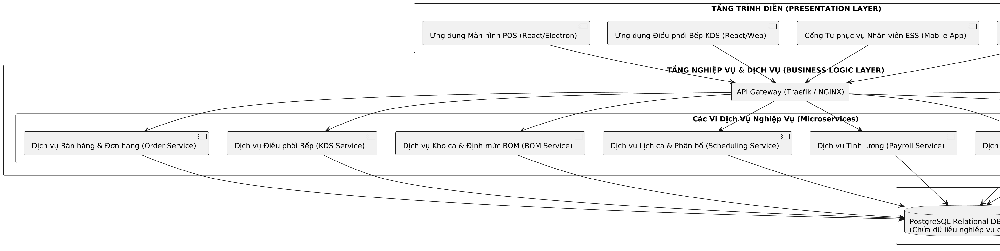 TẦNG TRÌNH DIỄN (PRESENTATION LAYER)
Ứng dụng Màn hình POS (React/Electron)
Ứng dụng Điều phối Bếp KDS (React/Web)
Cổng Tự phục vụ Nhân viên ESS (Mobile App)
TẦNG NGHIỆP VỤ & DỊCH VỤ (BUSINESS LOGIC LAYER)
API Gateway (Traefik / NGINX)
Các Vi Dịch Vụ Nghiệp Vụ (Microservices)
Dịch vụ Bán hàng & Đơn hàng (Order Service)
Dịch vụ Điều phối Bếp (KDS Service)
Dịch vụ Kho ca & Định mức BOM (BOM Service)
Dịch vụ Lịch ca & Phân bổ (Scheduling Service)
Dịch vụ Tính lương (Payroll Service)
Dịch
PostgreSQL Relational DB
(Chứa dữ liệu nghiệp vụ